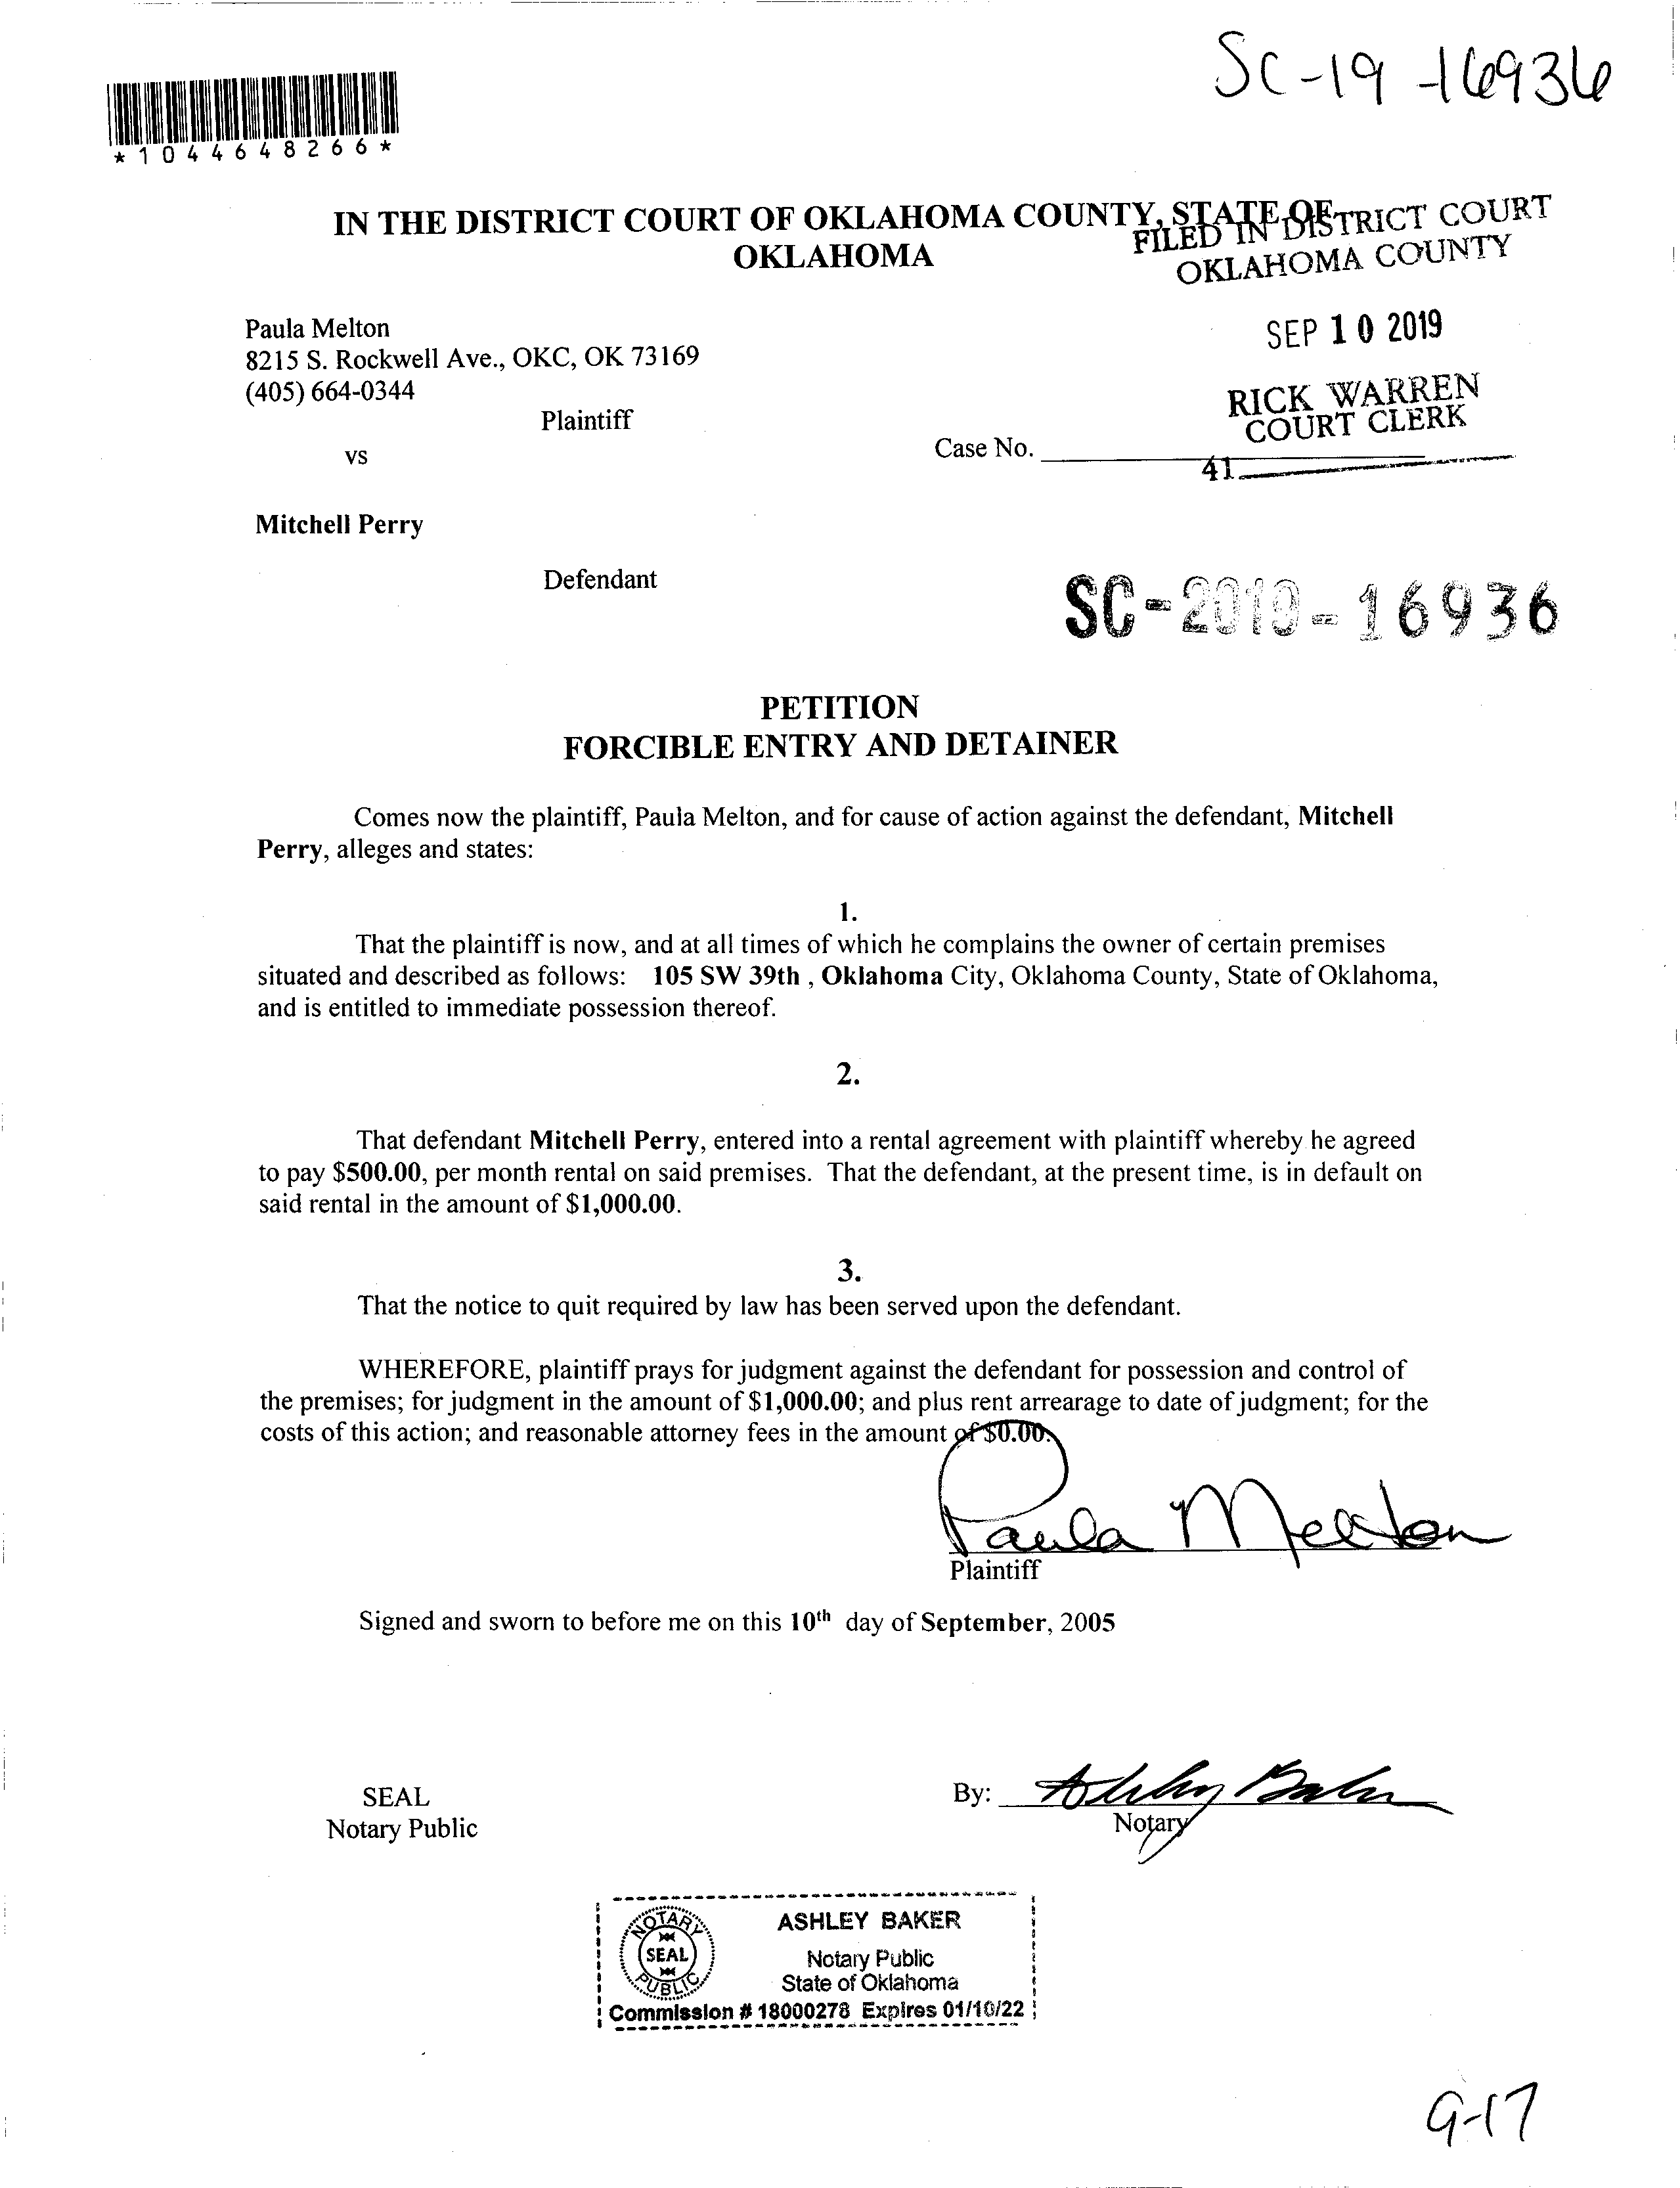 SC-19-16936
*1044648266*
IN THE DISTRICT COURT OF OKLAHOMA COUNTY, STATE OF
OKLAHOMA
FILED IN DISTRICT COURT
OKLAHOMA COUNTY
SEP 10 2019
RICK WARREN
COURT CLERK
41
Paula Melton
8215 S. Rockwell Ave., OKC, OK 73169
(405) 664-0344
Plaintiff
vs
Case No.
Mitchell Perry
Defendant
SC-2019-16936
PETITION
FORCIBLE ENTRY AND DETAINER
Comes now the plaintiff, Paula Melton, and for cause of action against the defendant, Mitchell
Perry, alleges and states:
1.
That the plaintiff is now, and at all times of which he complains the owner of certain premises
situated and described as follows: 105 SW 39th , Oklahoma City, Oklahoma County, State of Oklahoma,
and is entitled to immediate possession thereof.
2.
That defendant Mitchell Perry, entered into a rental agreement with plaintiff whereby he agreed
to pay $500.00, per month rental on said premises. That the defendant, at the present time, is in default on
said rental in the amount of $1,000.00.
3.
That the notice to quit required by law has been served upon the defendant.
WHEREFORE, plaintiff prays for judgment against the defendant for possession and control of
the premises; for judgment in the amount of $1,000.00; and plus rent arrearage to date of judgment; for the
costs of this action; and reasonable attorney fees in the amount of $0.00.
Paula Melton
Plaintiff
Signed and sworn to before me on this 10th day of September, 2005
SEAL
Notary Public
By: Ashley Baker
Notary
NOTARY
SEAL
PUBLIC
ASHLEY BAKER
Notary Public
State of Oklahoma
Commission # 18000278 Expires 01/10/22
9-17